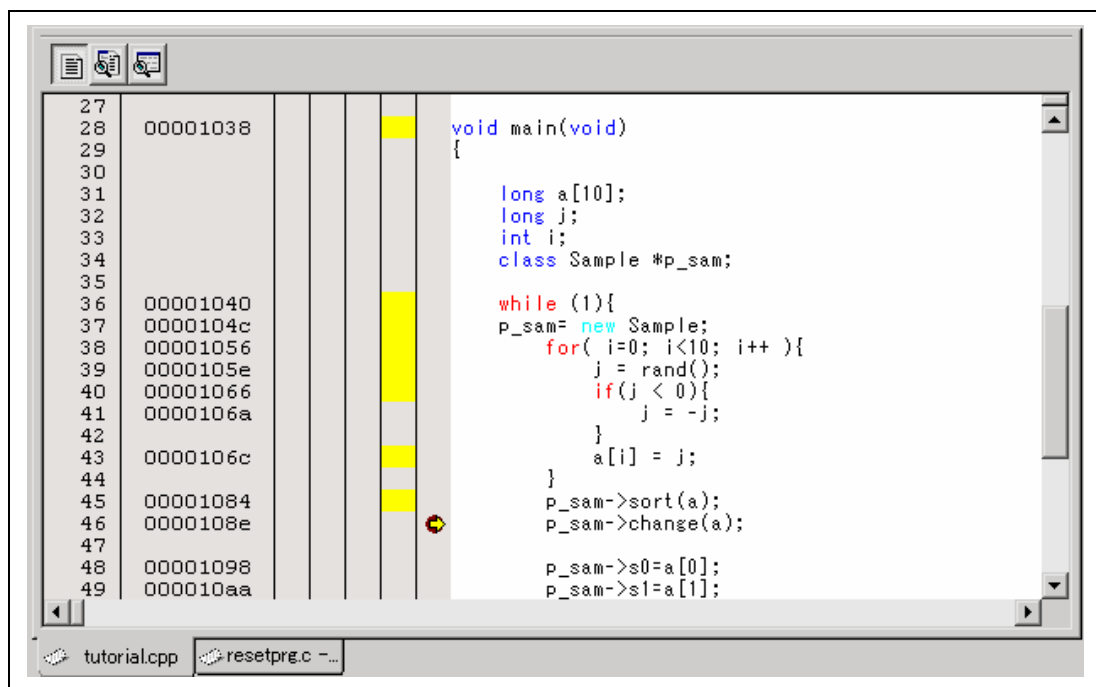 27
28 00001038 void main(void)
29 {
30
31 long a[10];
32 long j;
33 int i;
34 class Sample *p_sam;
35
36 00001040 while (1){
37 0000104c p_sam= new Sample;
38 00001056 for( i=0; i<10; i++ ){
39 0000105e j = rand();
40 00001066 if(j < 0){
41 0000106a j = -j;
42 }
43 0000106c a[i] = j;
44 }
45 00001084 p_sam->sort(a);
46 0000108e p_sam->change(a);
47
48 00001098 p_sam->s0=a[0];
49 000010aa p_sam->s1=a[1];
tutorial.cpp resetprg.c -...